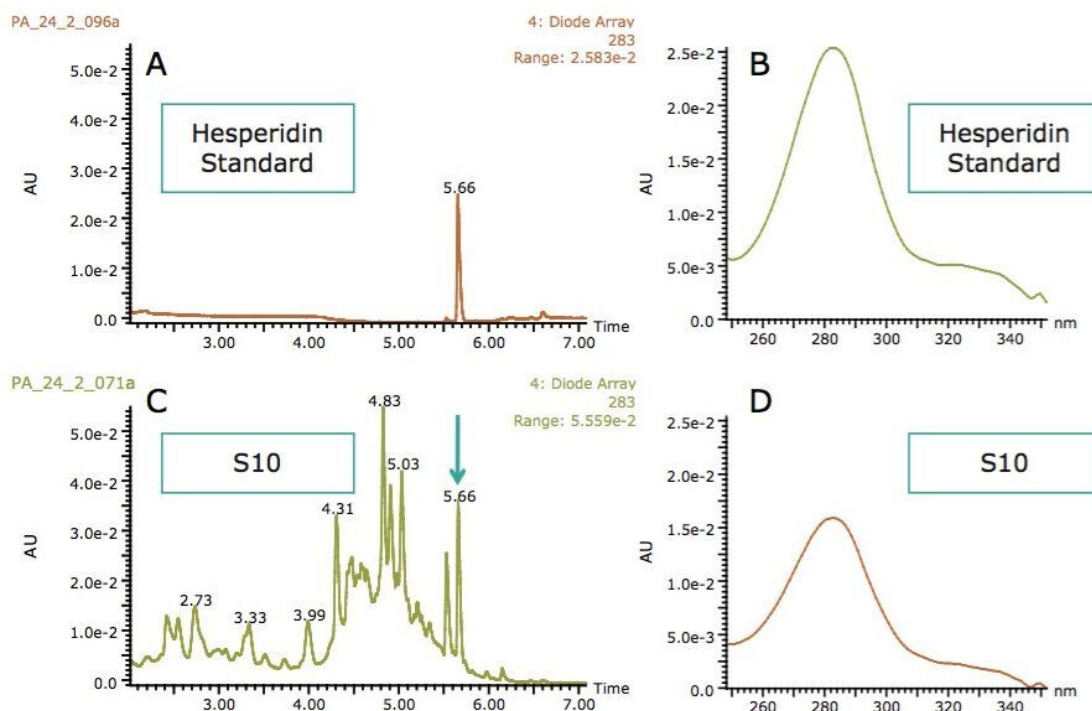 PA_24_2_096a
4: Diode Array
283
Range: 2.583e-2
A
Hesperidin
Standard
AU
5.0e-2
4.0e-2
3.0e-2
2.0e-2
1.0e-2
0.0
5.66
3.00 4.00 5.00 6.00 7.00
Time
B
Hesperidin
Standard
AU
2.5e-2
2.0e-2
1.5e-2
1.0e-2
5.0e-3
0.0
260 280 300 320 340
nm
PA_24_2_071a
4: Diode Array
283
Range: 5.559e-2
C
S10
AU
5.0e-2
4.0e-2
3.0e-2
2.0e-2
1.0e-2
0.0
2.73
3.33
3.99
4.31
4.83
5.03
5.66
3.00 4.00 5.00 6.00 7.00
Time
D
S10
AU
2.5e-2
2.0e-2
1.5e-2
1.0e-2
5.0e-3
0.0
260 280 300 320 340
nm